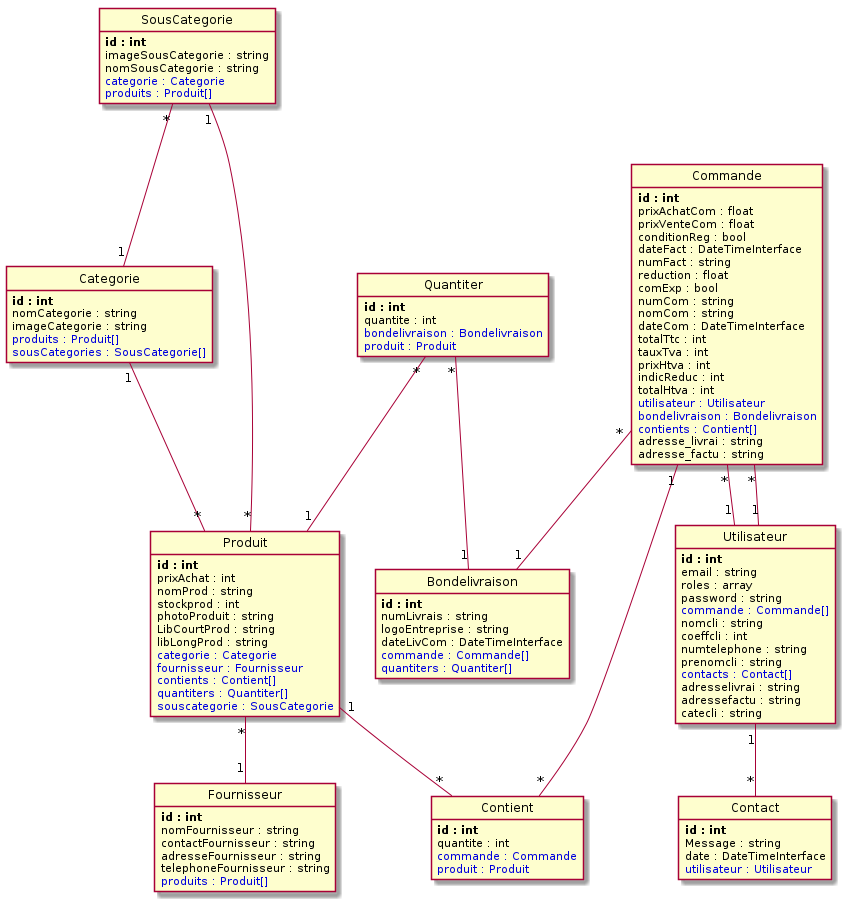 SousCategorie
id : int
imageSousCategorie : string
nomSousCategorie : string
categorie : Categorie
produits : Produit[]
* 1
1
Categorie
id : int
nomCategorie : string
imageCategorie : string
produits : Produit[]
sousCategories : SousCategorie[]
1
Quantiter
id : int
quantite : int
bondelivraison : Bondelivraison
produit : Produit
* *
Commande
id : int
prixAchatCom : float
prixVenteCom : float
conditionReg : bool
dateFact : DateTimeInterface
numFact : string
reduction : float
comExp : bool
numCom : string
nomCom : string
dateCom : DateTimeInterface
totalTtc : int
tauxTva : int
prixHtva : int
indicReduc : int
totalHtva : int
utilisateur : Utilisateur
bondelivraison : Bondelivraison
contients : Contient[]
adresse_livrai : string
adresse_factu : string
*
1 * *
* * 1
1 1
1 1
Produit
id : int
prixAchat : int
nomProd : string
stockprod : int
photoProduit : string
LibCourtProd : string
libLongProd : string
categorie : Categorie
fournisseur : Fournisseur
contients : Contient[]
quantiters : Quantiter[]
souscategorie : SousCategorie
* 1
Bondelivraison
id : int
numLivrais : string
logoEntreprise : string
dateLivCom : DateTimeInterface
commande : Commande[]
quantiters : Quantiter[]
Utilisateur
id : int
email : string
roles : array
password : string
commande : Commande[]
nomcli : string
coeffcli : int
numtelephone : string
prenomcli : string
contacts : Contact[]
adresselivrai : string
adressefactu : string
catecli : string
1
1 * * *
Fournisseur
id : int
nomFournisseur : string
contactFournisseur : string
adresseFournisseur : string
telephoneFournisseur : string
produits : Produit[]
Contient
id : int
quantite : int
commande : Commande
produit : Produit
Contact
id : int
Message : string
date : DateTimeInterface
utilisateur : Utilisateur